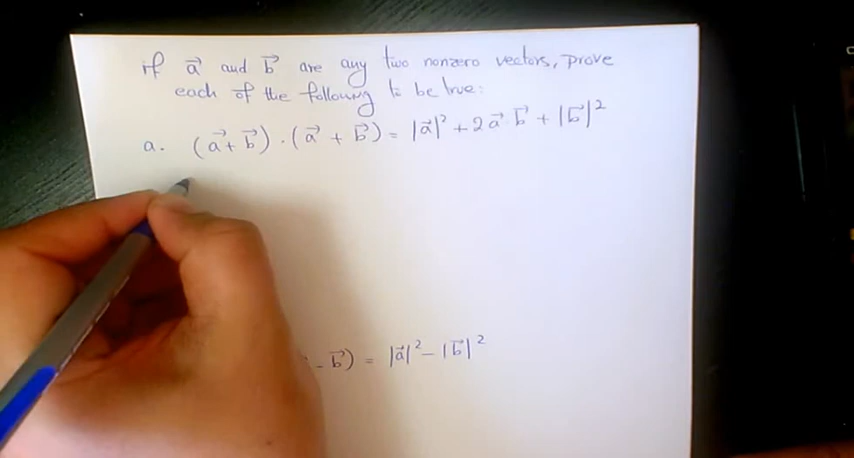 if a⃗ and b⃗ are any two nonzero vectors, prove
each of the following to be true:
a. (a⃗ + b⃗) · (a⃗ + b⃗) = |a⃗|² + 2a⃗ · b⃗ + |b⃗|²
- b⃗) = |a⃗|² - |b⃗|²